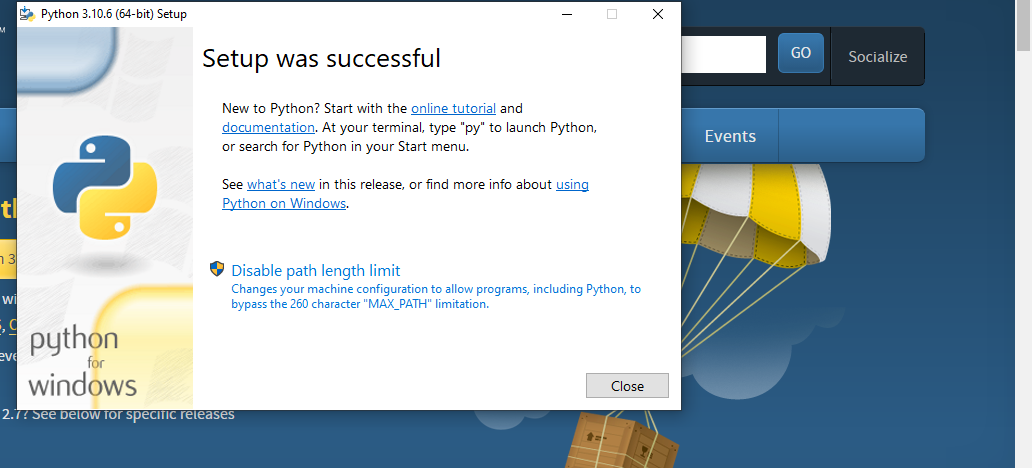 Python 3.10.6 (64-bit) Setup
Setup was successful
New to Python? Start with the online tutorial and
documentation. At your terminal, type "py" to launch Python,
or search for Python in your Start menu.
See what's new in this release, or find more info about using
Python on Windows.
Disable path length limit
Changes your machine configuration to allow programs, including Python, to
bypass the 260 character "MAX_PATH" limitation.
python
for
windows
Close
GO
Socialize
Events
2.7? See below for specific releases